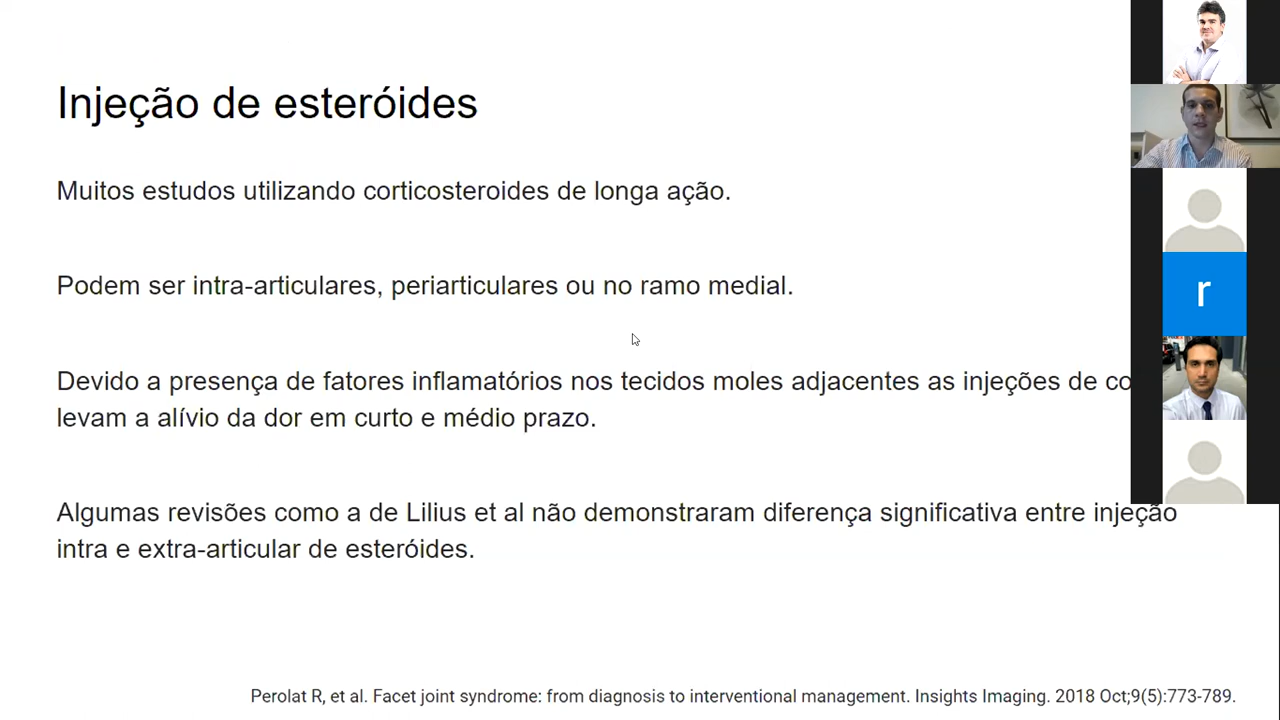 Injeção de esteróides
Muitos estudos utilizando corticosteroides de longa ação.
Podem ser intra-articulares, periarticulares ou no ramo medial.
Devido a presença de fatores inflamatórios nos tecidos moles adjacentes as injeções de
levam a alívio da dor em curto e médio prazo.
Algumas revisões como a de Lilius et al não demonstraram diferença significativa entre injeção
intra e extra-articular de esteróides.
Perolat R, et al. Facet joint syndrome: from diagnosis to interventional management. Insights Imaging. 2018 Oct;9(5):773-789.
r